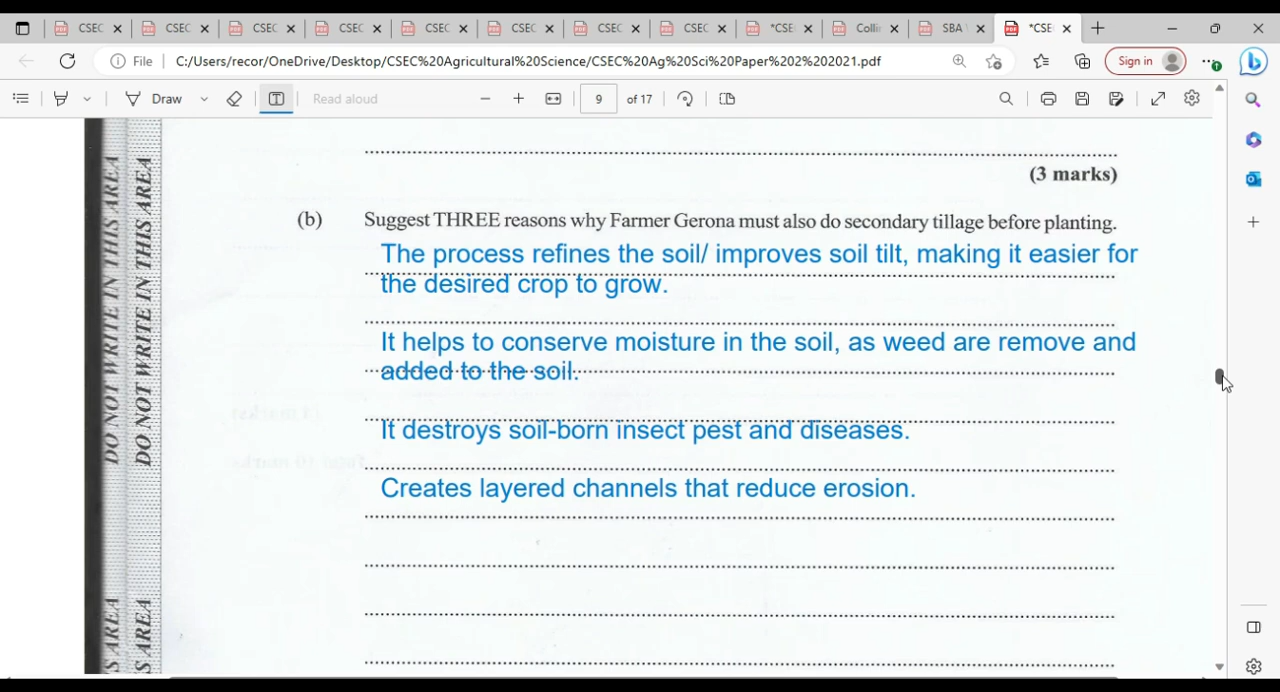 CSEC CSEC CSEC CSEC CSEC CSEC CSEC CSEC *CSE Collin SBA *CSE
File C:/Users/recor/OneDrive/Desktop/CSEC%20Agricultural%20Science/CSEC%20Ag%20Sci%20Paper%202%202021.pdf Sign in
Draw Read aloud 9 of 17
(3 marks)
(b) Suggest THREE reasons why Farmer Gerona must also do secondary tillage before planting.
The process refines the soil/ improves soil tilt, making it easier for
the desired crop to grow.
It helps to conserve moisture in the soil, as weed are remove and
added to the soil.
It destroys soil-born insect pest and diseases.
Creates layered channels that reduce erosion.
DO NOT WRITE IN THIS AREA
DO NOT WRITE IN THIS AREA
S AREA
S AREA